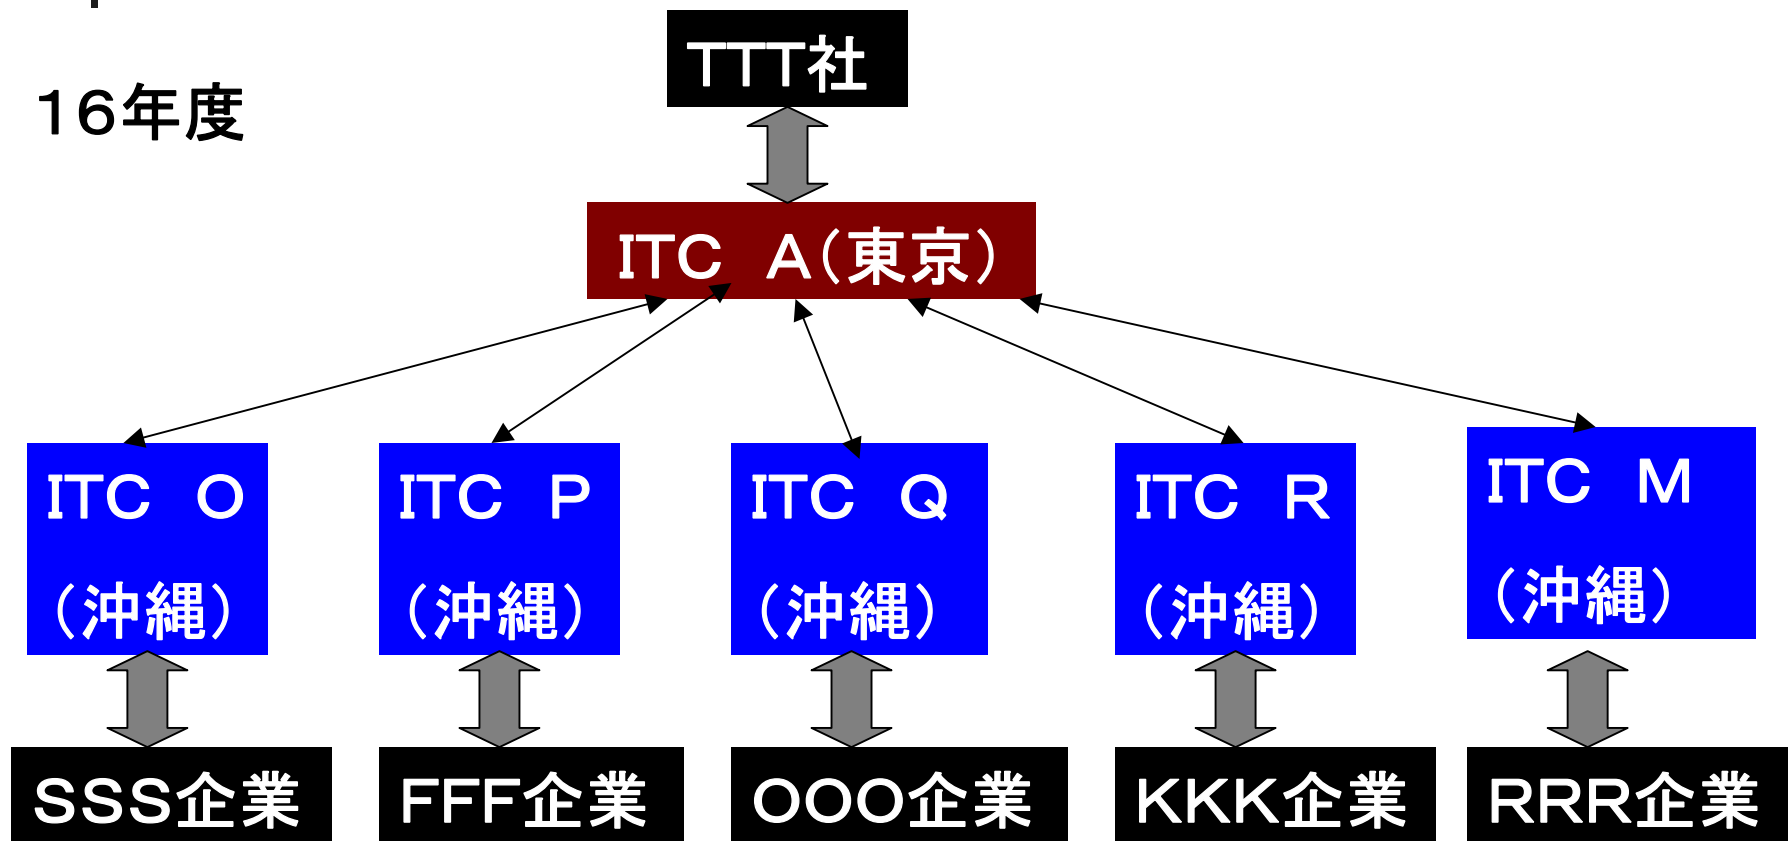 TTT社
16年度
ITC　A（東京）
ITC　O
（沖縄）
ITC　P
（沖縄）
ITC　Q
（沖縄）
ITC　R
（沖縄）
ITC　M
（沖縄）
SSS企業
FFF企業
OOO企業
KKK企業
RRR企業